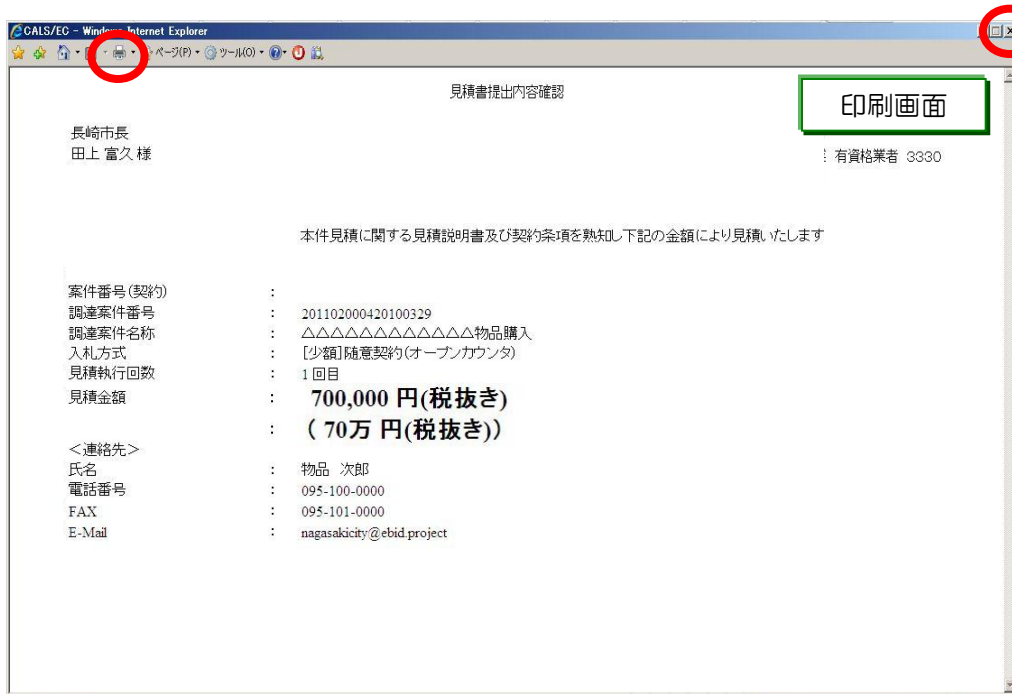 CALS/EC - Windows Internet Explorer
ページ(P) ツール(O)
見積書提出内容確認
印刷画面
長崎市長
田上 富久 様
有資格業者 3330
本件見積に関する見積説明書及び契約条項を熟知し下記の金額により見積いたします
案件番号(契約) :
調達案件番号 : 201102000420100329
調達案件名称 : △△△△△△△△△△△△物品購入
入札方式 : [少額]随意契約(オープンカウンタ)
見積執行回数 : 1 回目
見積金額 : 700,000 円(税抜き)
: ( 70万 円(税抜き))
<連絡先>
氏名 : 物品 次郎
電話番号 : 095-100-0000
FAX : 095-101-0000
E-Mail : nagasakicity@ebid.project